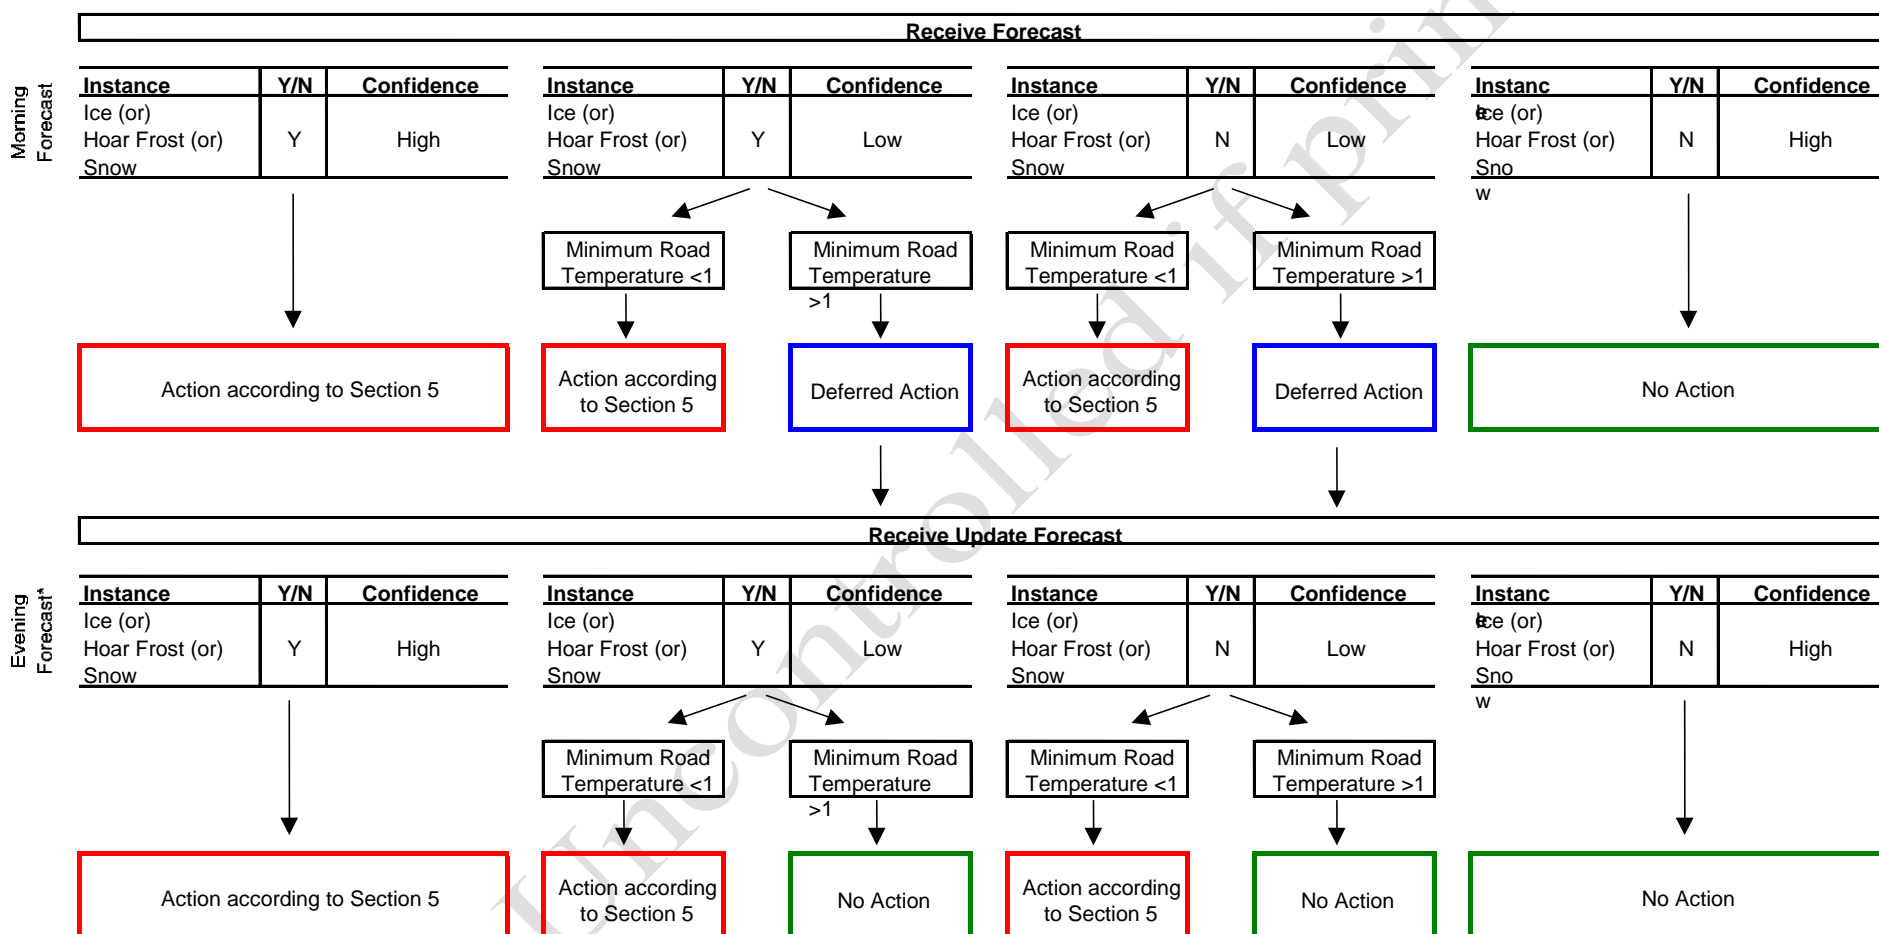 Receive Forecast
Morning
Forecast
Instance Y/N Confidence
Ice (or)
Hoar Frost (or)
Snow
Y High
Instance Y/N Confidence
Ice (or)
Hoar Frost (or)
Snow
Y Low
Instance Y/N Confidence
Ice (or)
Hoar Frost (or)
Snow
N Low
Instanc
e Y/N Confidence
Ice (or)
Hoar Frost (or)
Sno
w
N High
Minimum Road
Temperature <1
Minimum Road
Temperature
>1
Minimum Road
Temperature <1
Minimum Road
Temperature >1
Action according to Section 5
Action according
to Section 5
Deferred Action
Action according
to Section 5
Deferred Action
No Action
Receive Update Forecast
Evening
Forecast*
Instance Y/N Confidence
Ice (or)
Hoar Frost (or)
Snow
Y High
Instance Y/N Confidence
Ice (or)
Hoar Frost (or)
Snow
Y Low
Instance Y/N Confidence
Ice (or)
Hoar Frost (or)
Snow
N Low
Instanc
e Y/N Confidence
Ice (or)
Hoar Frost (or)
Sno
w
N High
Minimum Road
Temperature <1
Minimum Road
Temperature
>1
Minimum Road
Temperature <1
Minimum Road
Temperature >1
Action according to Section 5
Action according
to Section 5
No Action
Action according
to Section 5
No Action
No Action
Uncontrolled if prin